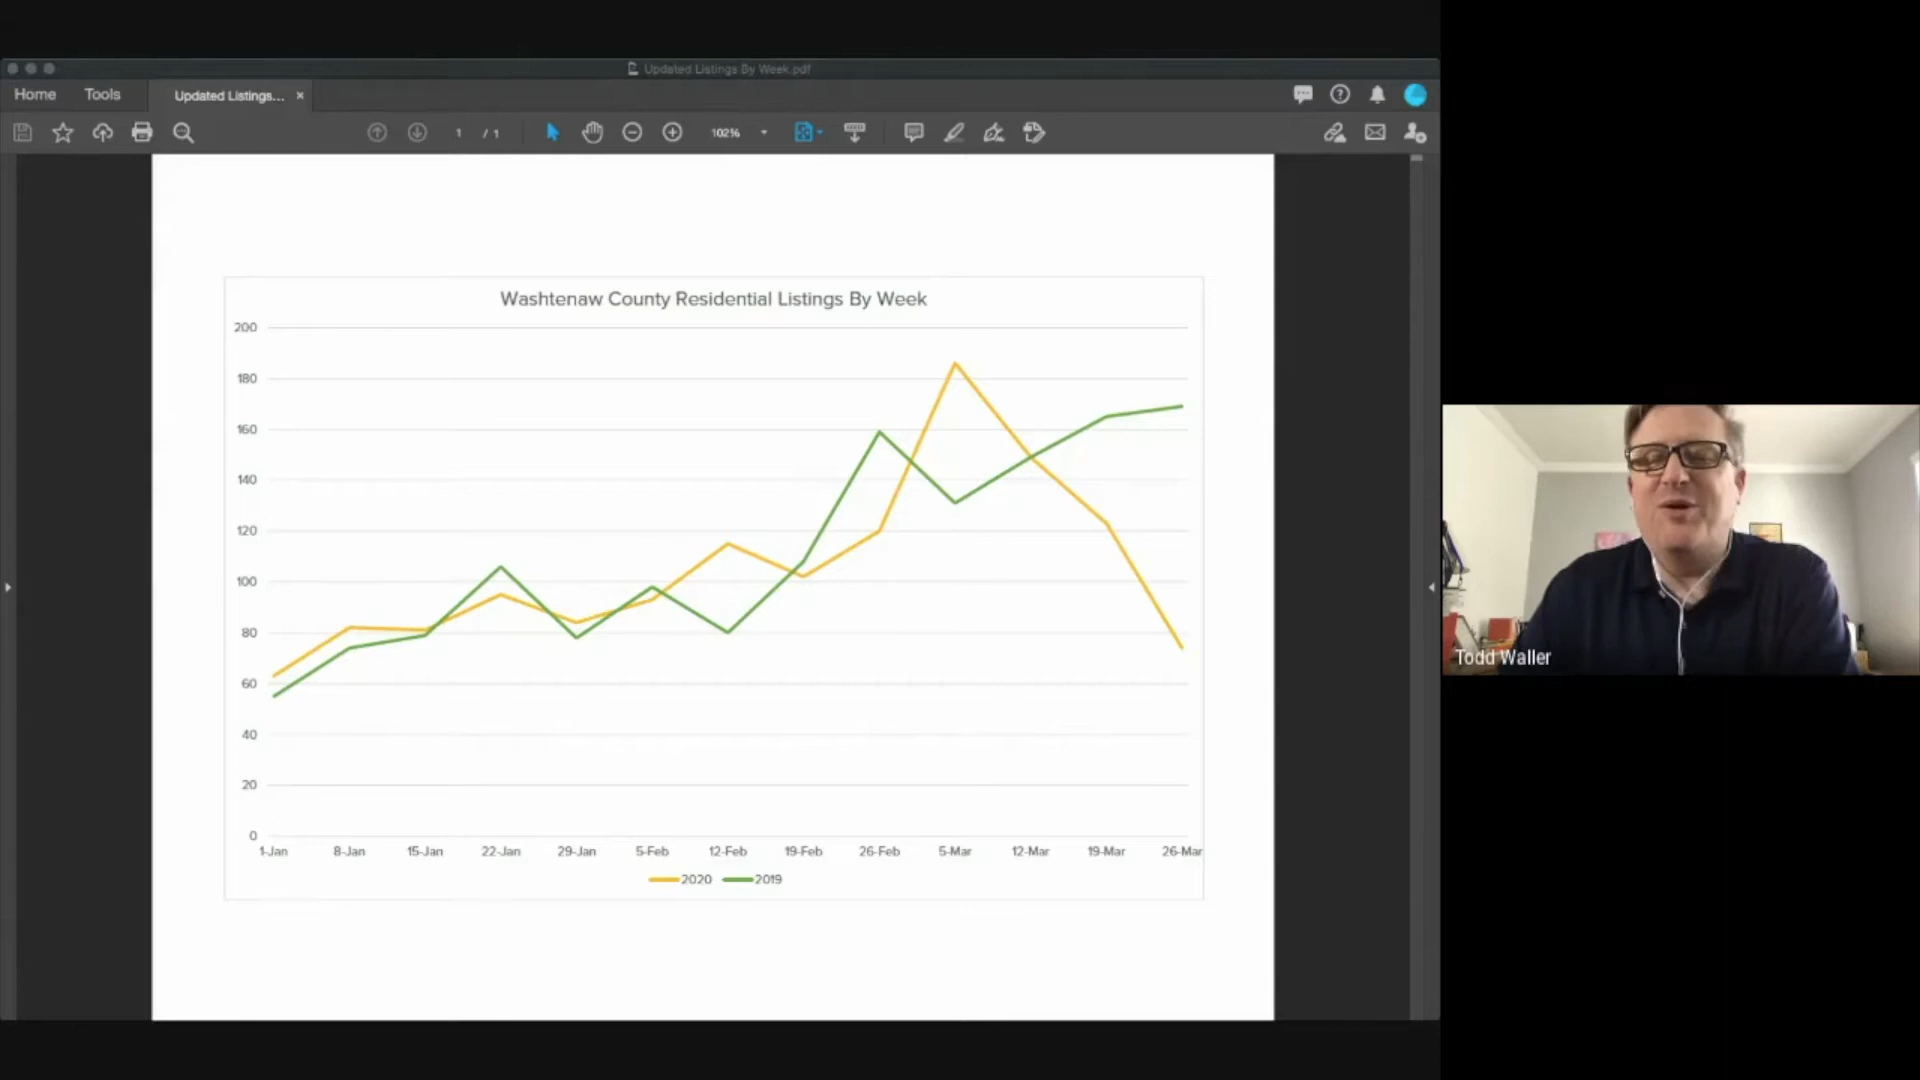 Updated Listings By Week.pdf
Home Tools Updated Listings... ×
1 / 1 102%
Washtenaw County Residential Listings By Week
200
180
160
140
120
100
80
60
40
20
0
1-Jan 8-Jan 15-Jan 22-Jan 29-Jan 5-Feb 12-Feb 19-Feb 26-Feb 5-Mar 12-Mar 19-Mar 26-Mar
2020 2019
Todd Waller